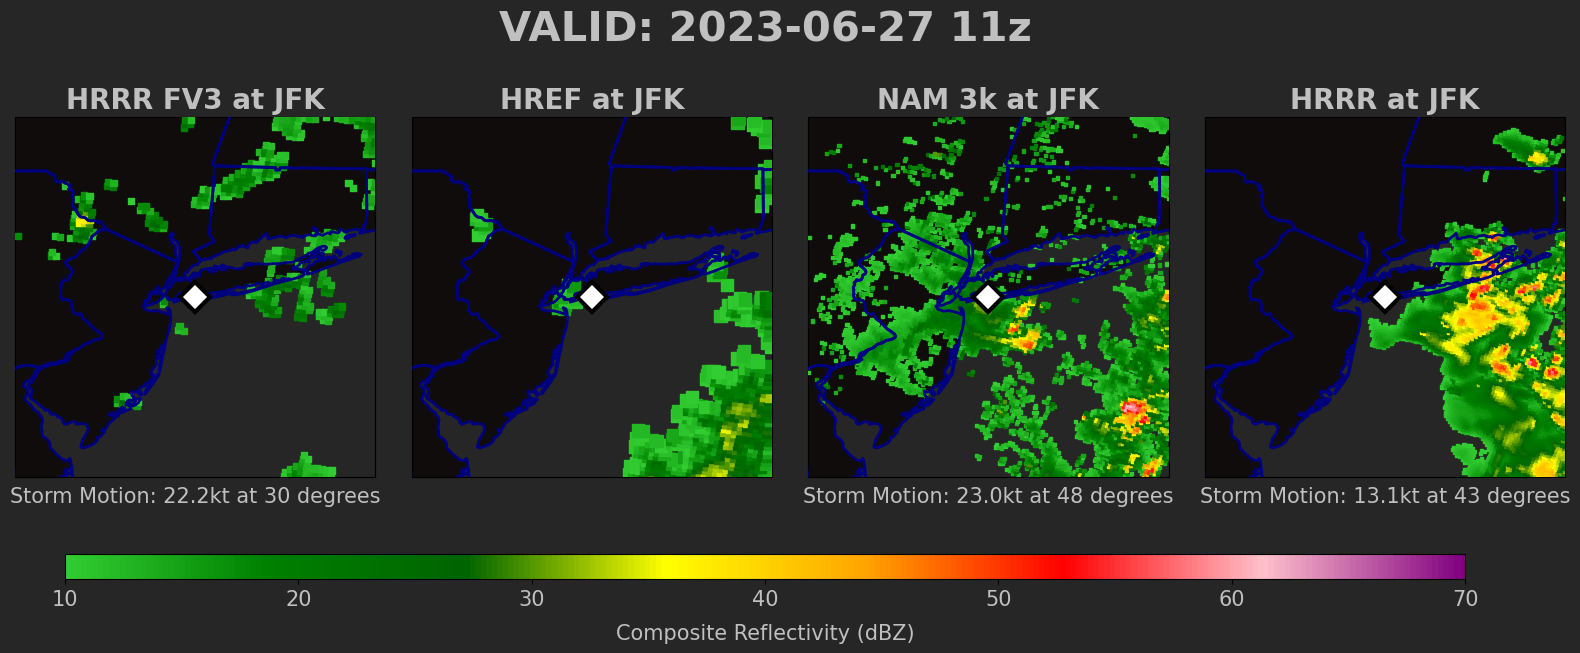 VALID: 2023-06-27 11z
HRRR FV3 at JFK
HREF at JFK
NAM 3k at JFK
HRRR at JFK
Storm Motion: 22.2kt at 30 degrees
Storm Motion: 23.0kt at 48 degrees
Storm Motion: 13.1kt at 43 degrees
10 20 30 40 50 60 70
Composite Reflectivity (dBZ)